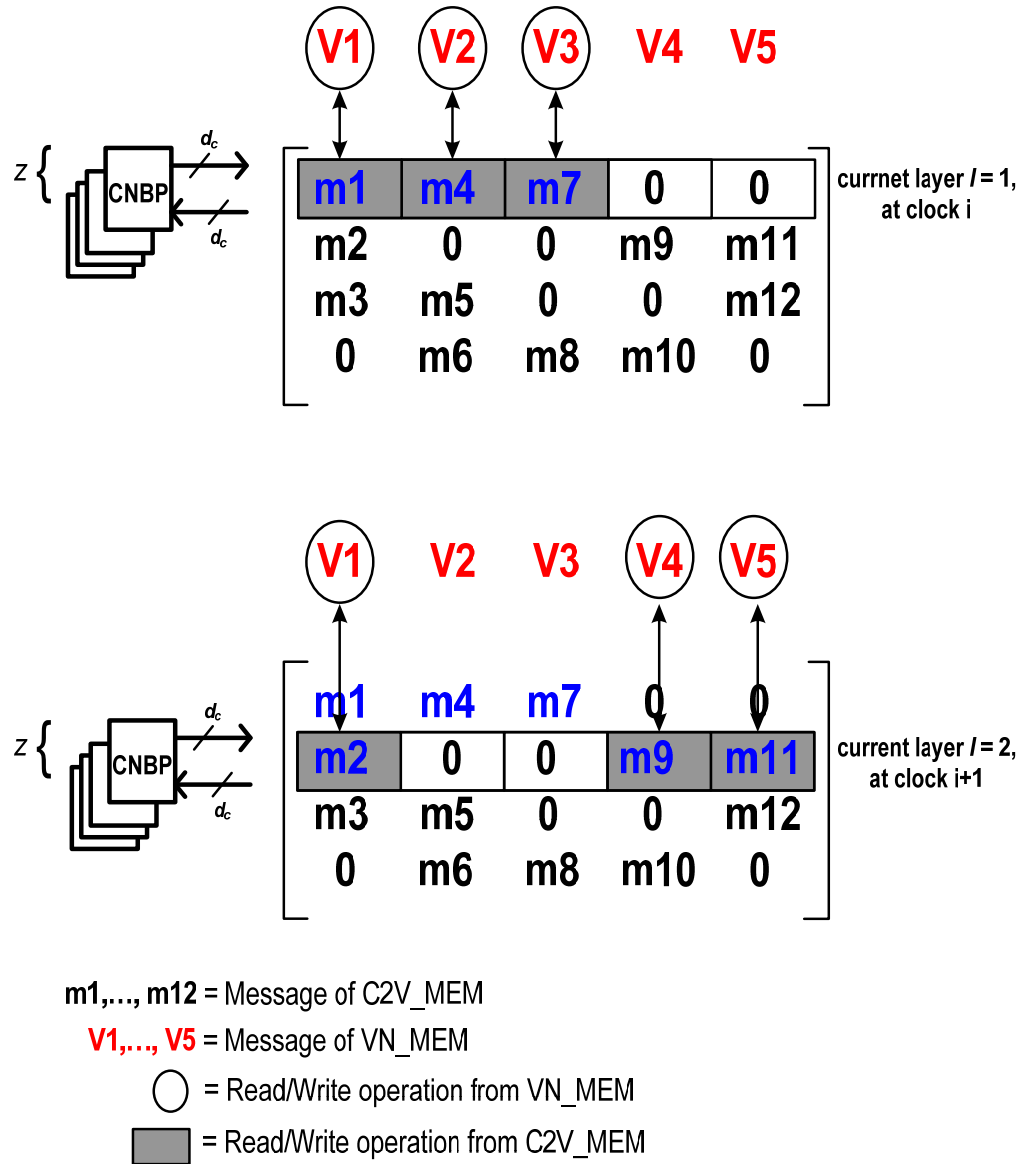 V1 V2 V3 V4 V5
z { CNBP dc dc
m1 m4 m7 0 0
currnet layer l = 1,
at clock i
m2 0 0 m9 m11
m3 m5 0 0 m12
0 m6 m8 m10 0
V1 V2 V3 V4 V5
m1 m4 m7 0 0
z { CNBP dc dc
m2 0 0 m9 m11
current layer l = 2,
at clock i+1
m3 m5 0 0 m12
0 m6 m8 m10 0
m1,..., m12 = Message of C2V_MEM
V1,..., V5 = Message of VN_MEM
= Read/Write operation from VN_MEM
= Read/Write operation from C2V_MEM